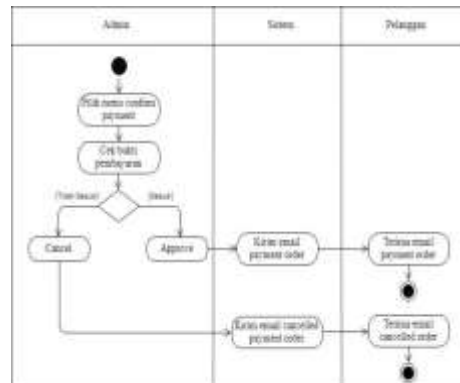 Admin
Sistem
Pelanggan
Pilih menu confirm
payment
Cek bukti
pembayaran
[Tidak Sesuai]
[Sesuai]
Cancel
Approve
Kirim email
payment order
Terima email
payment order
Kirim email cancelled
payment order
Terima email
cancelled order